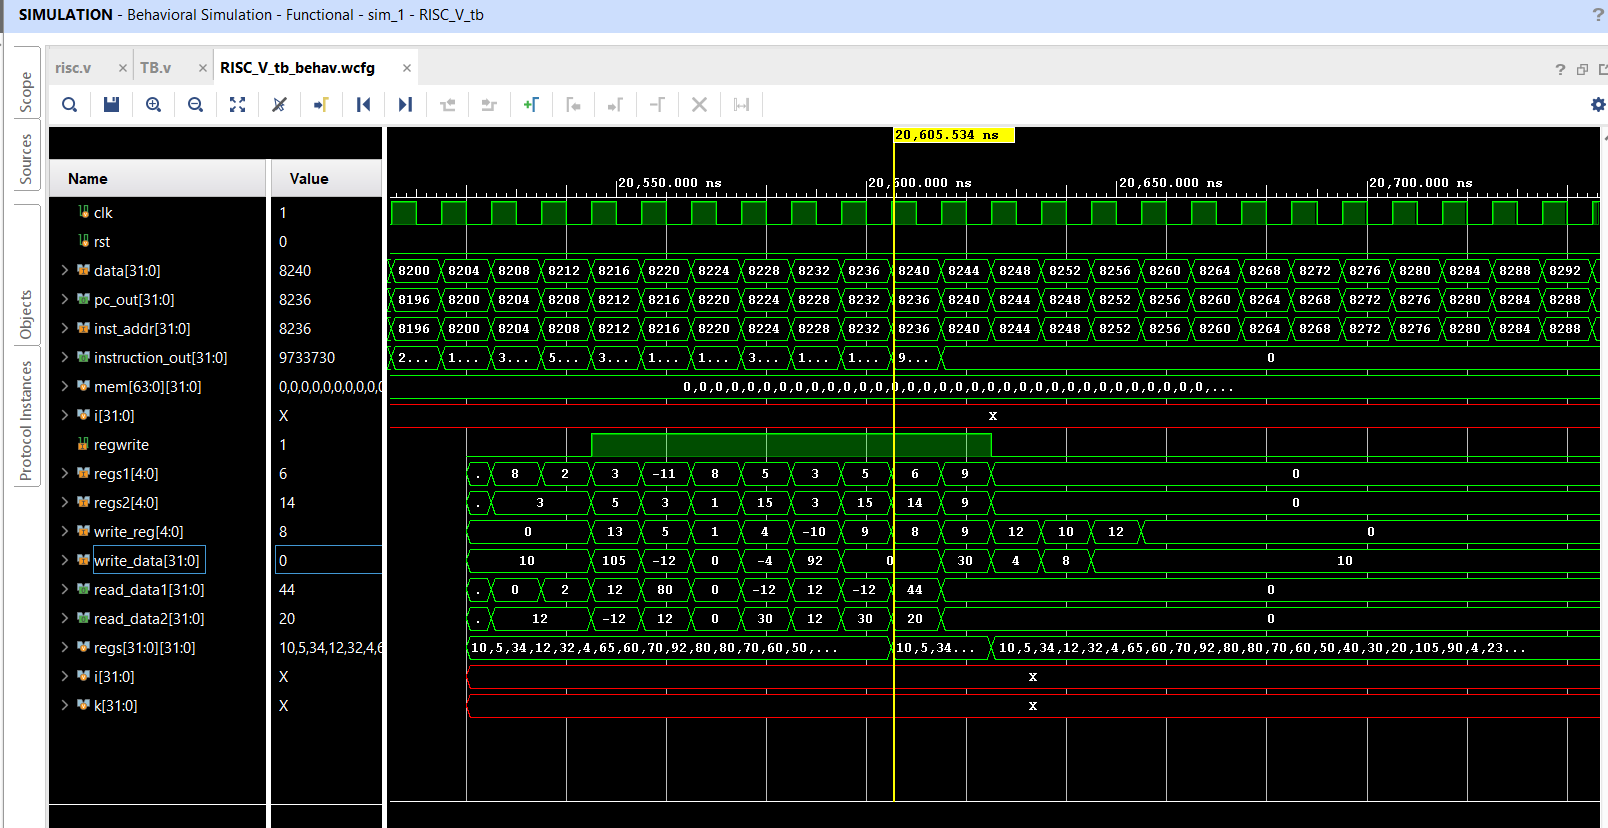 SIMULATION - Behavioral Simulation - Functional - sim_1 - RISC_V_tb ?
risc.v × TB.v × RISC_V_tb_behav.wcfg × ?
Scope
Sources
Objects
Protocol Instances
20,605.534 ns
Name Value
20,550.000 ns 20,600.000 ns 20,650.000 ns 20,700.000 ns
clk 1
rst 0
data[31:0] 8240 8200 8204 8208 8212 8216 8220 8224 8228 8232 8236 8240 8244 8248 8252 8256 8260 8264 8268 8272 8276 8280 8284 8288 8292
pc_out[31:0] 8236 8196 8200 8204 8208 8212 8216 8220 8224 8228 8232 8236 8240 8244 8248 8252 8256 8260 8264 8268 8272 8276 8280 8284 8288
inst_addr[31:0] 8236 8196 8200 8204 8208 8212 8216 8220 8224 8228 8232 8236 8240 8244 8248 8252 8256 8260 8264 8268 8272 8276 8280 8284 8288
instruction_out[31:0] 9733730 2... 1... 3... 5... 3... 1... 1... 3... 1... 1... 9... 0
mem[63:0][31:0] 0,0,0,0,0,0,0,0,0 0,0,0,0,0,0,0,0,0,0,0,0,0,0,0,0,0,0,0,0,0,0,0,0,0,0,0,0,0,0,0,0,0,...
i[31:0] X X
regwrite 1
regs1[4:0] 6 . 8 2 3 -11 8 5 3 5 6 9 0
regs2[4:0] 14 . 3 5 3 1 15 3 15 14 9 0
write_reg[4:0] 8 0 13 5 1 4 -10 9 8 9 12 10 12 0
write_data[31:0] 0 10 105 -12 0 -4 92 0 30 4 8 10
read_data1[31:0] 44 . 0 2 12 80 0 -12 12 -12 44 0
read_data2[31:0] 20 . 12 -12 12 0 30 12 30 20 0
regs[31:0][31:0] 10,5,34,12,32,4,6 10,5,34,12,32,4,65,60,70,92,80,80,70,60,50,... 10,5,34... 10,5,34,12,32,4,65,60,70,92,80,80,70,60,50,40,30,20,105,90,4,23...
i[31:0] X X
k[31:0] X X